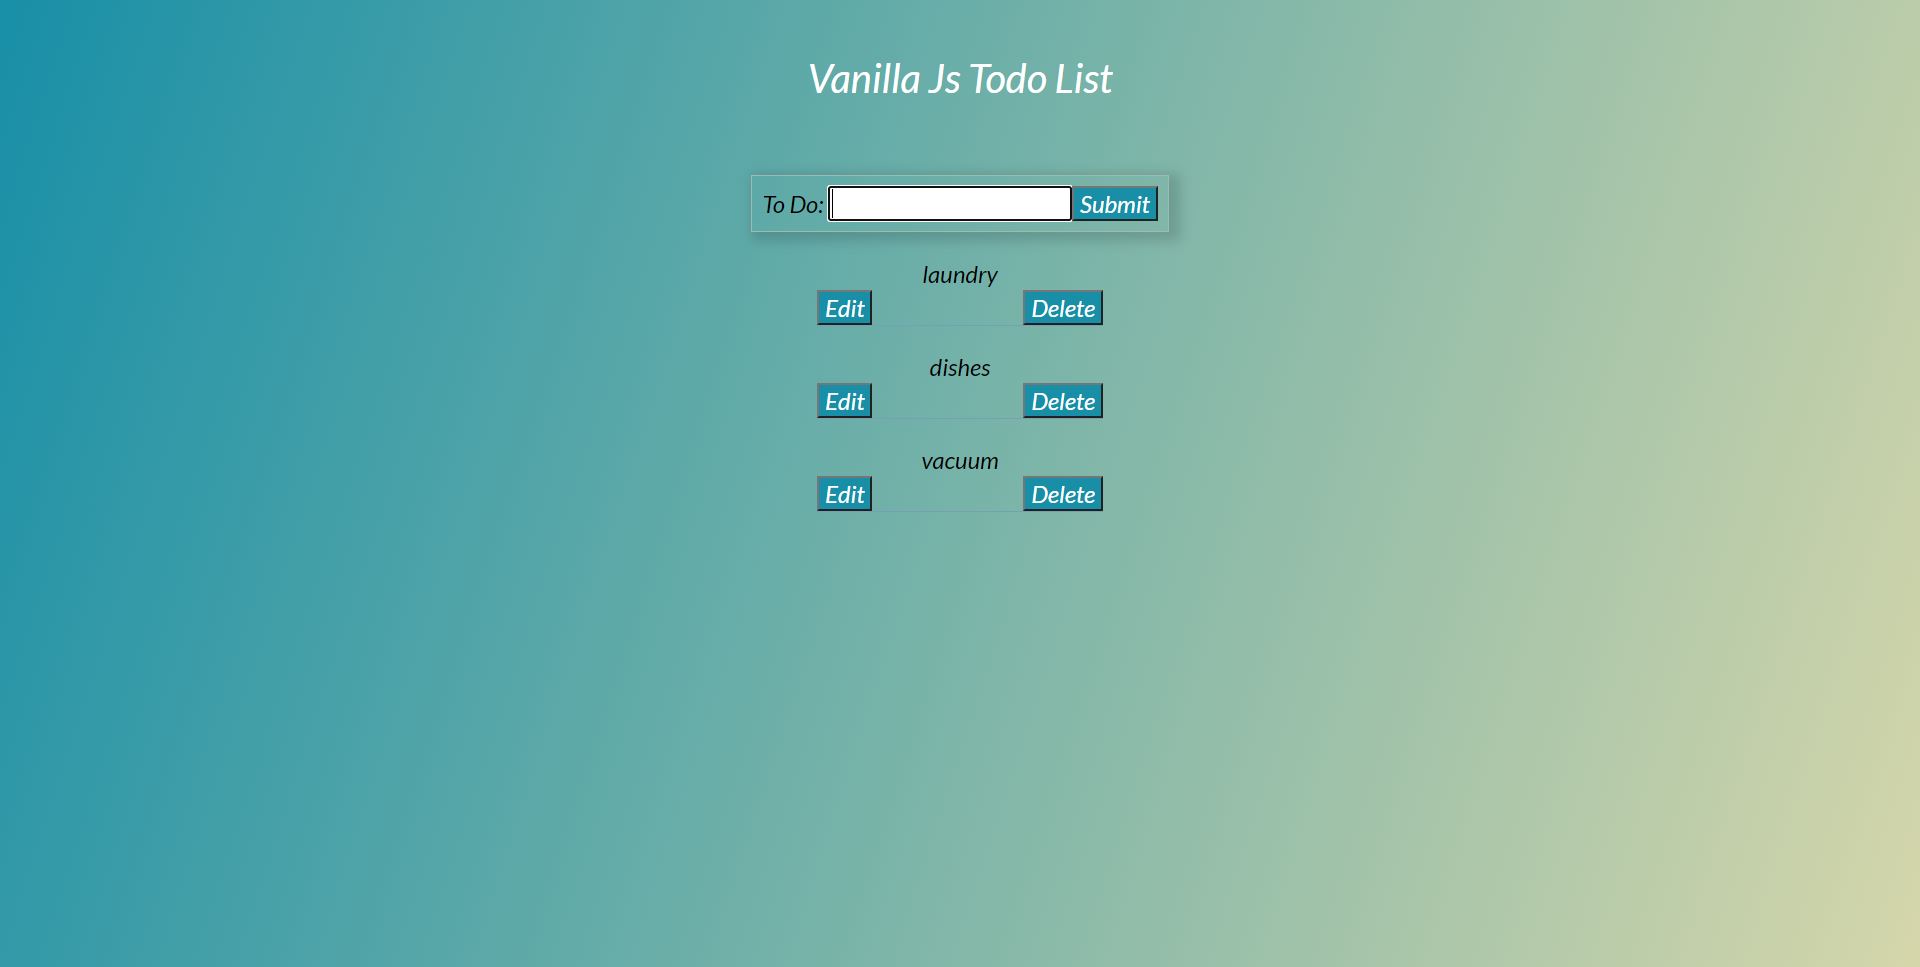 Vanilla Js Todo List
To Do: Submit
laundry
Edit Delete
dishes
Edit Delete
vacuum
Edit Delete